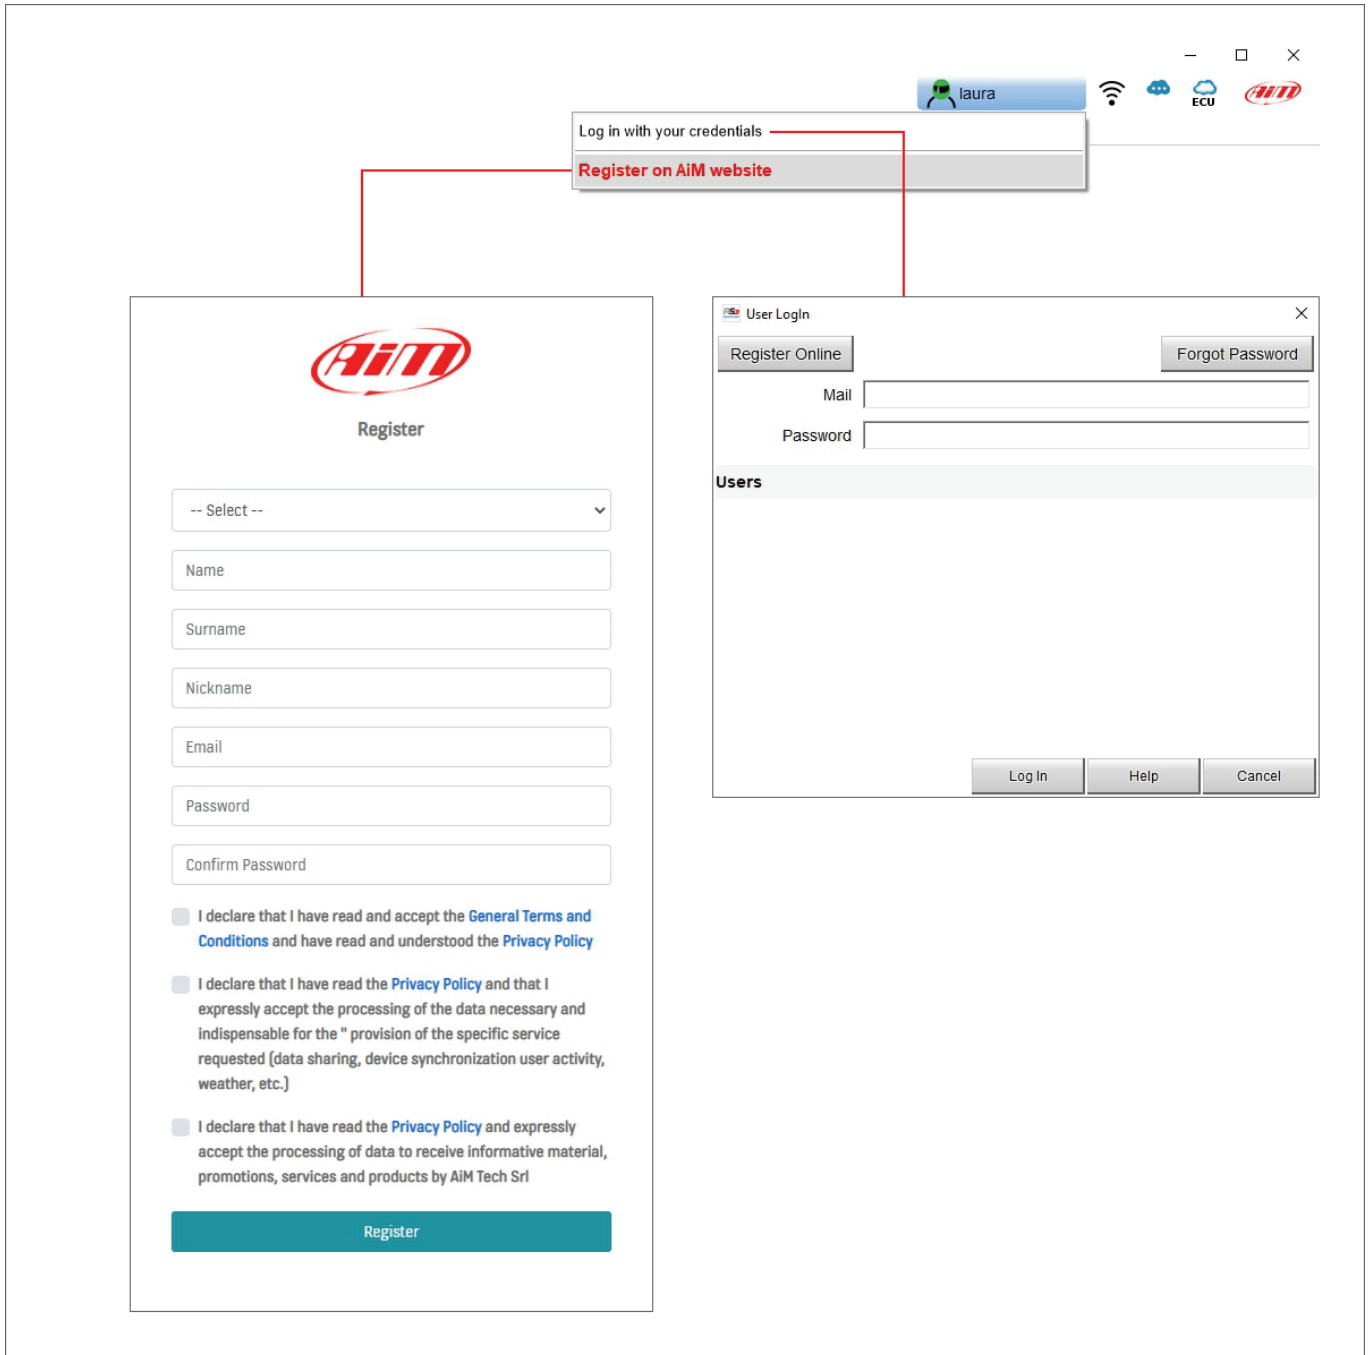 laura
ECU
AiM
Log in with your credentials
Register on AiM website
AiM
Register
-- Select --
Name
Surname
Nickname
Email
Password
Confirm Password
I declare that I have read and accept the General Terms and
Conditions and have read and understood the Privacy Policy
I declare that I have read the Privacy Policy and that I
expressly accept the processing of the data necessary and
indispensable for the " provision of the specific service
requested (data sharing, device synchronization user activity,
weather, etc.)
I declare that I have read the Privacy Policy and expressly
accept the processing of data to receive informative material,
promotions, services and products by AiM Tech Srl
Register
User LogIn
Register Online
Forgot Password
Mail
Password
Users
Log In
Help
Cancel